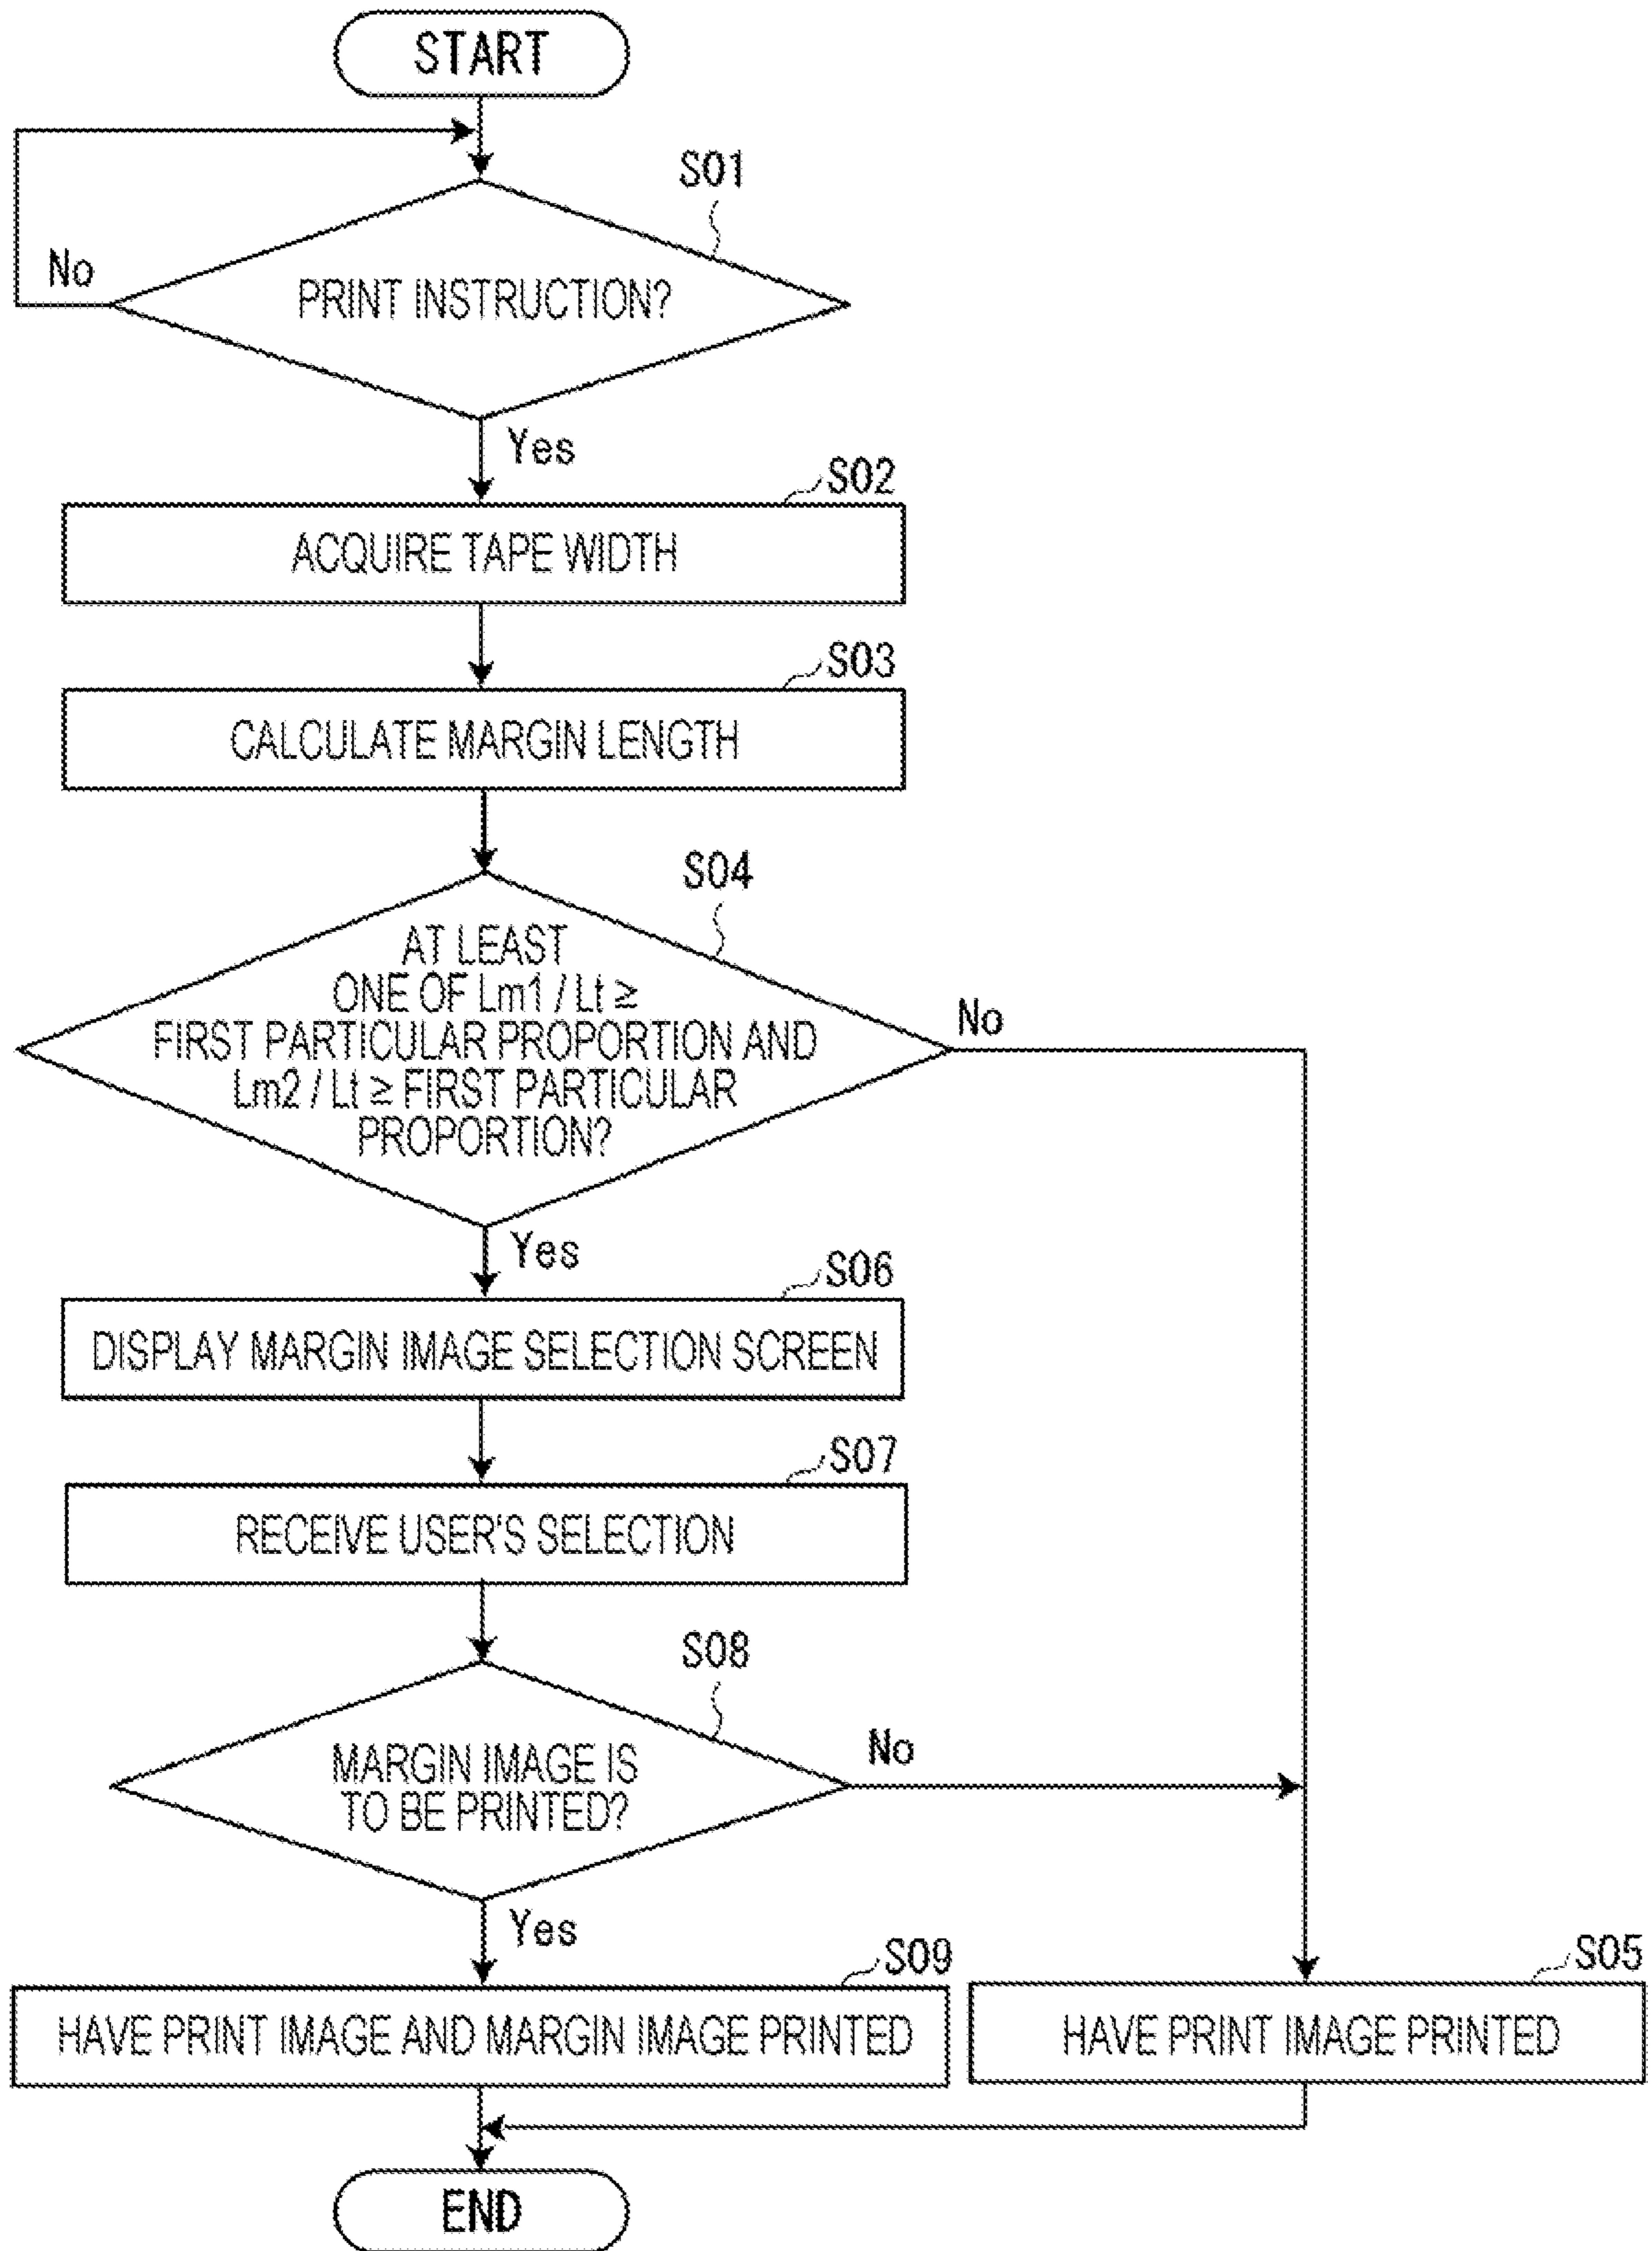 START
S01
No
PRINT INSTRUCTION?
Yes
S02
ACQUIRE TAPE WIDTH
S03
CALCULATE MARGIN LENGTH
S04
AT LEAST
ONE OF Lm1 / Lt ≥
FIRST PARTICULAR PROPORTION AND
Lm2 / Lt ≥ FIRST PARTICULAR
PROPORTION?
No
Yes
S06
DISPLAY MARGIN IMAGE SELECTION SCREEN
S07
RECEIVE USER'S SELECTION
S08
MARGIN IMAGE IS
TO BE PRINTED?
No
Yes
S09
HAVE PRINT IMAGE AND MARGIN IMAGE PRINTED
S05
HAVE PRINT IMAGE PRINTED
END